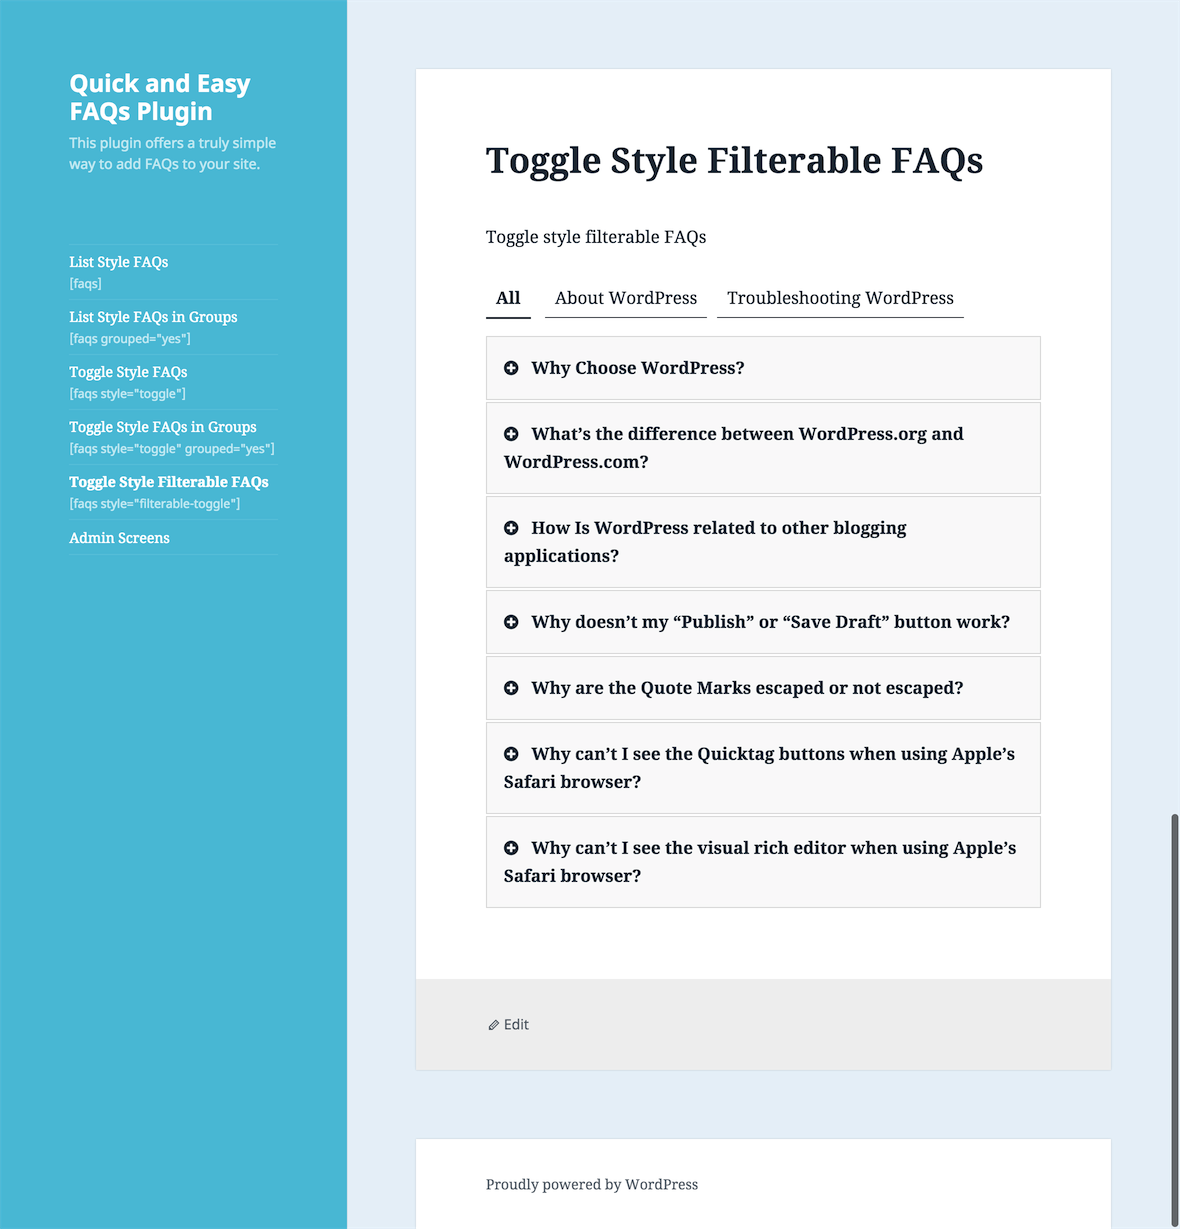 Quick and Easy
FAQs Plugin
This plugin offers a truly simple
way to add FAQs to your site.
List Style FAQs
[faqs]
List Style FAQs in Groups
[faqs grouped="yes"]
Toggle Style FAQs
[faqs style="toggle"]
Toggle Style FAQs in Groups
[faqs style="toggle" grouped="yes"]
Toggle Style Filterable FAQs
[faqs style="filterable-toggle"]
Admin Screens
Toggle Style Filterable FAQs
Toggle style filterable FAQs
All About WordPress Troubleshooting WordPress
Why Choose WordPress?
What’s the difference between WordPress.org and
WordPress.com?
How Is WordPress related to other blogging
applications?
Why doesn’t my “Publish” or “Save Draft” button work?
Why are the Quote Marks escaped or not escaped?
Why can’t I see the Quicktag buttons when using Apple’s
Safari browser?
Why can’t I see the visual rich editor when using Apple’s
Safari browser?
Edit
Proudly powered by WordPress